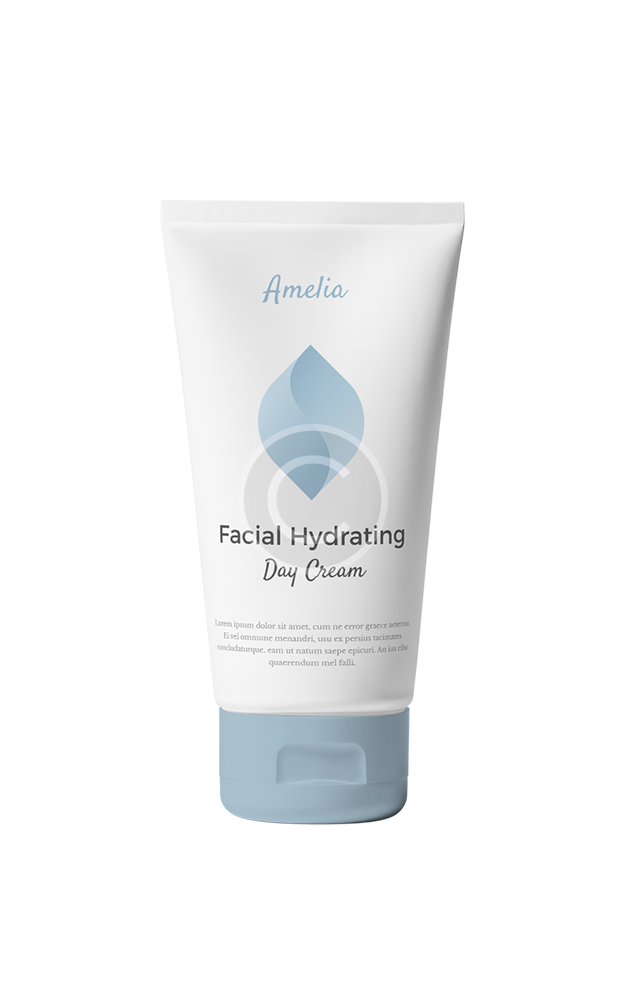 Amelia
Facial Hydrating
Day Cream
Lorem ipsum dolor sit amet, cum ne error graece aeterno.
Ei vel ommune menandri, usu ex persius tacimates
concludaturque. eam ut natum saepe epicuri. An ius cibo
quaerendum mel falli.